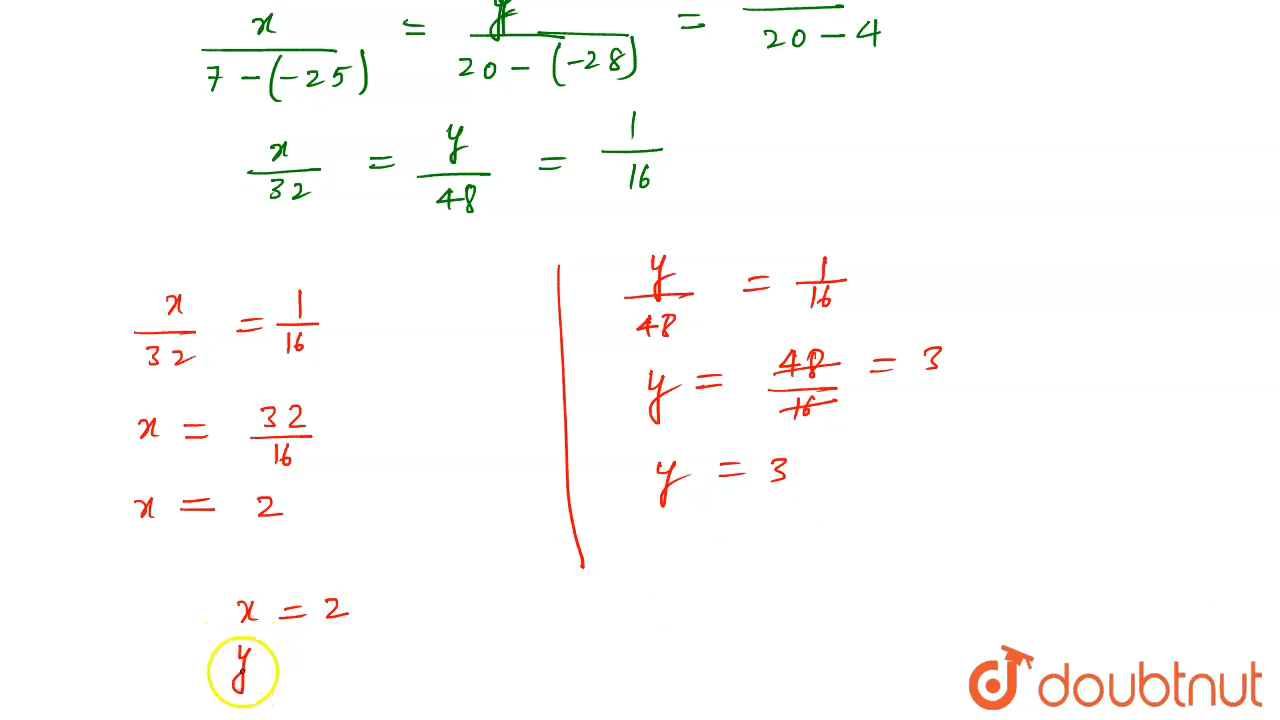 x/(7-(-25)) = y/(20-(-28)) = /(20-4)
x/32 = y/48 = 1/16
x/32 = 1/16
x = 32/16
x = 2
y/48 = 1/16
y = 48/16 = 3
y = 3
x = 2
y
doubtnut